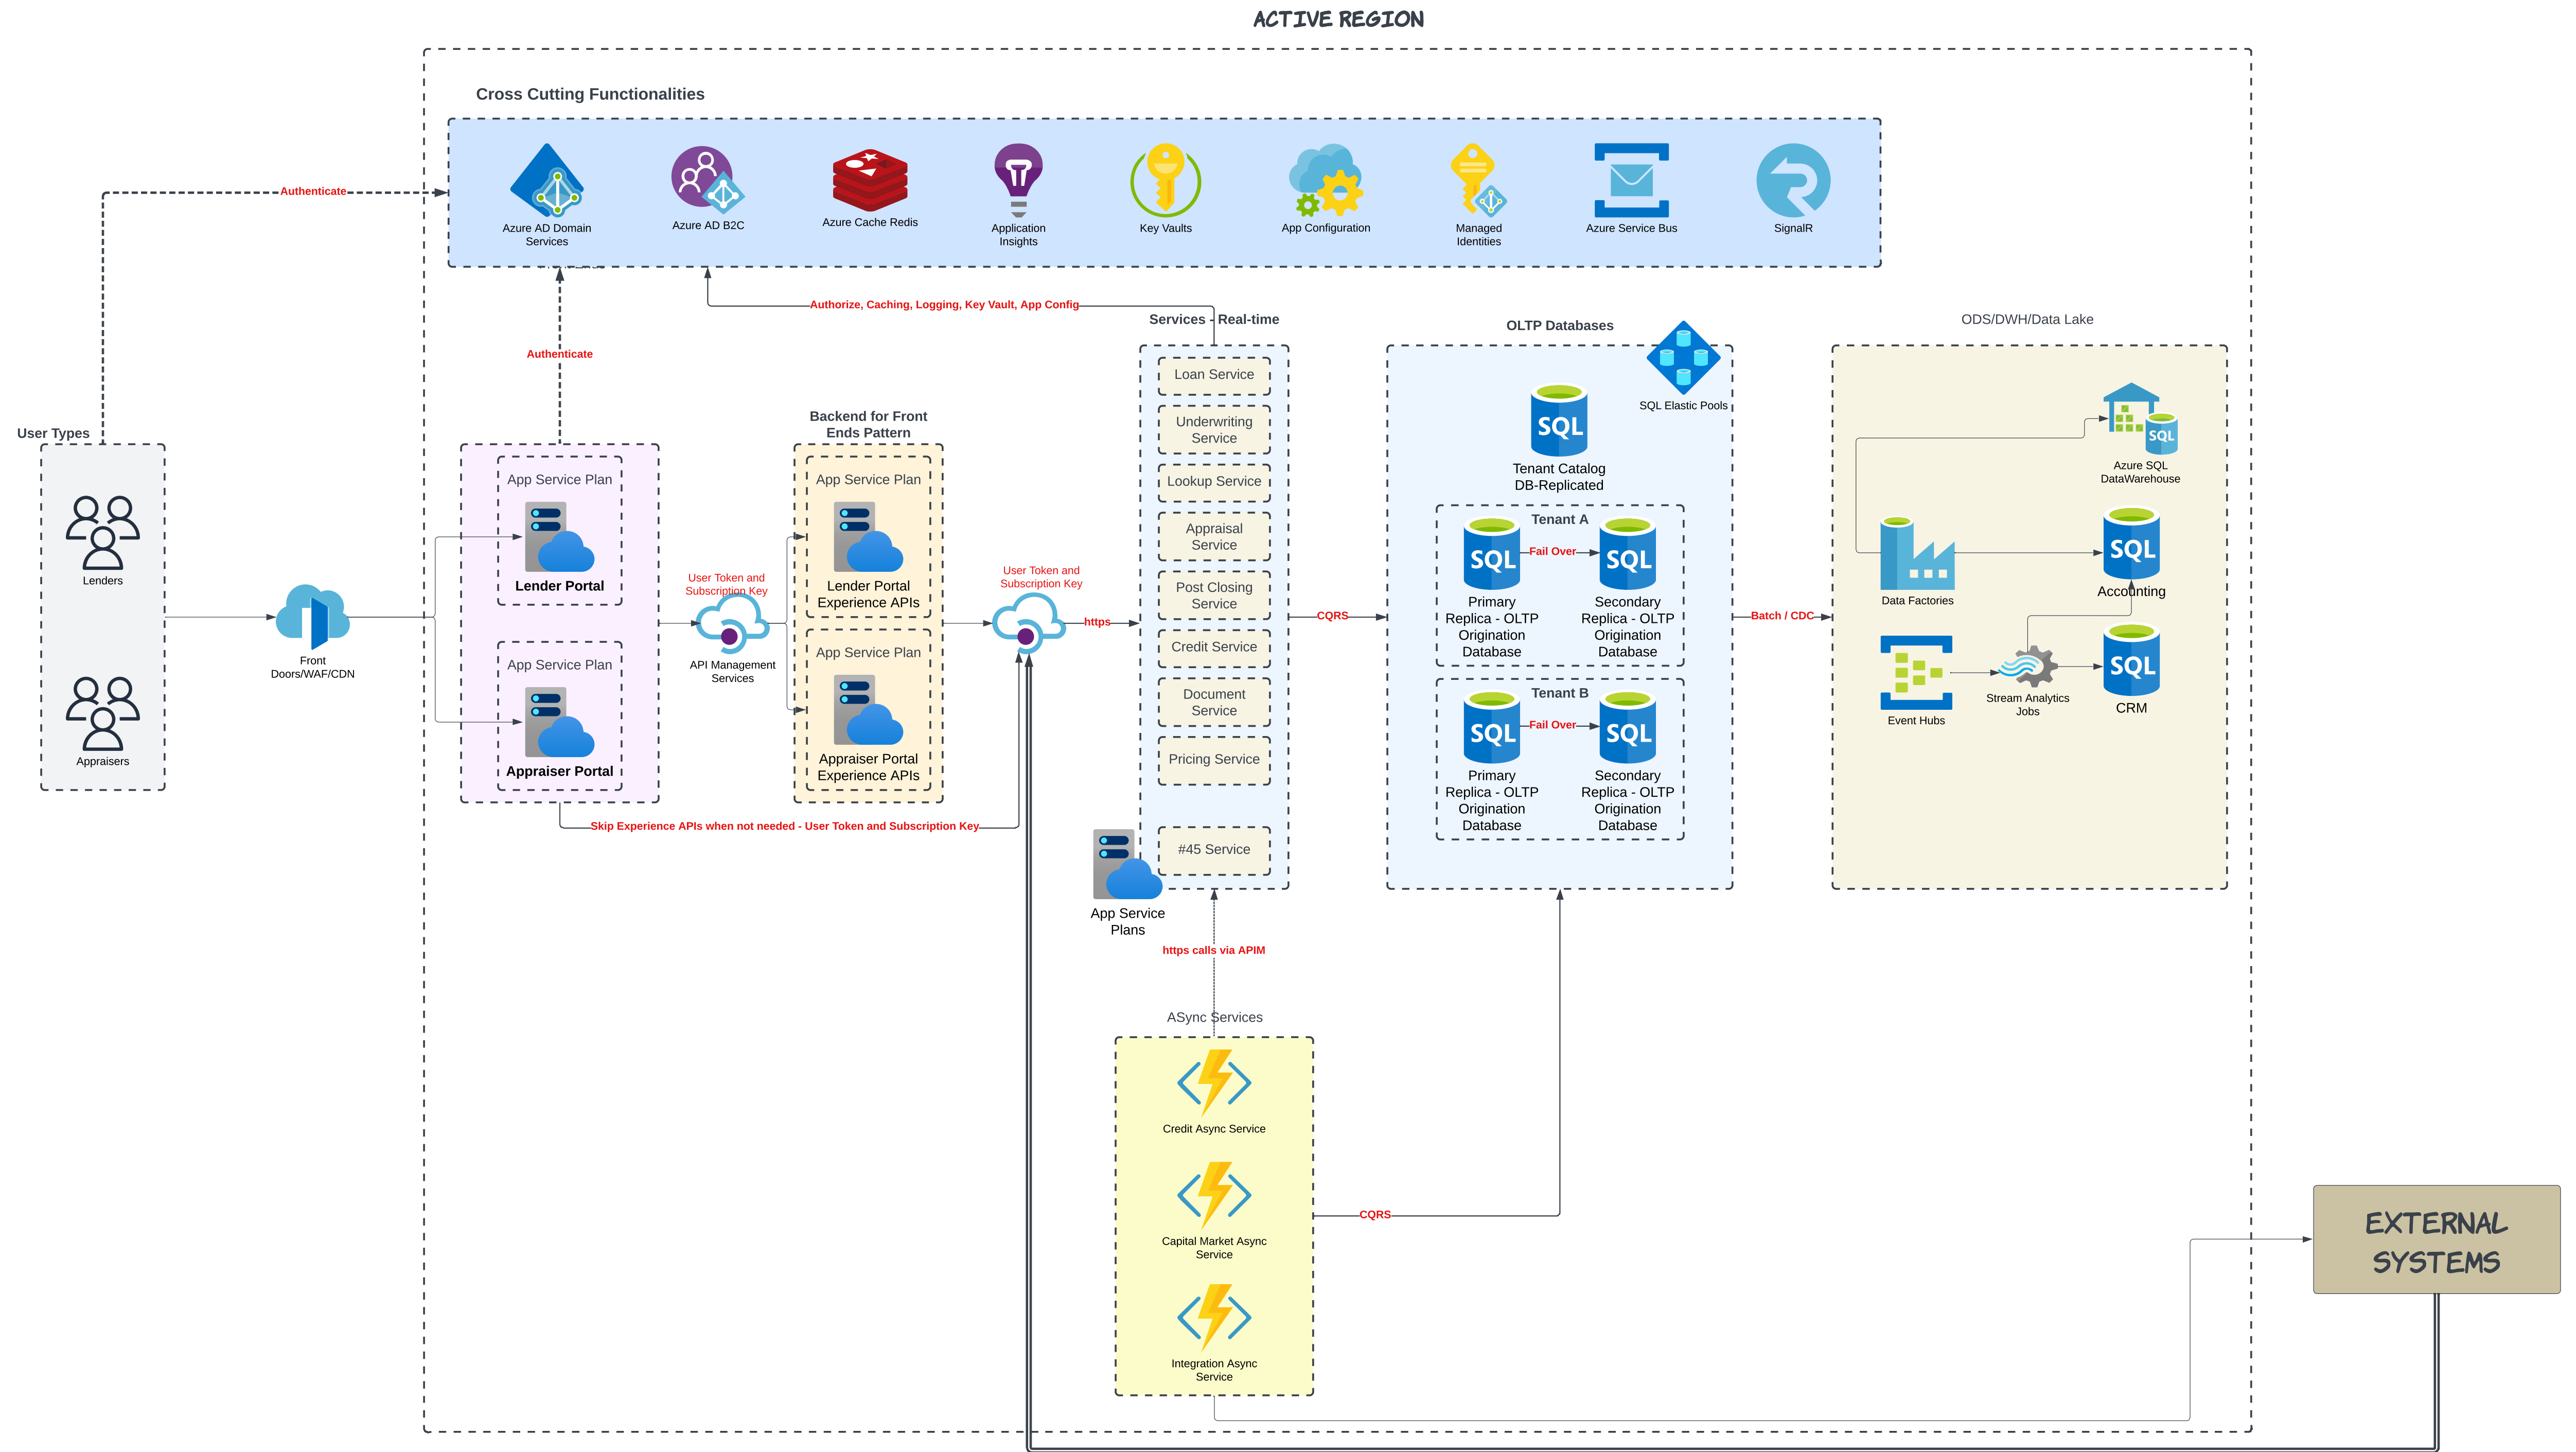 ACTIVE REGION
Cross Cutting Functionalities
Azure AD Domain
Services
Azure AD B2C
Azure Cache Redis
Application
Insights
Key Vaults
App Configuration
Managed
Identities
Azure Service Bus
SignalR
Authenticate
Authenticate
Authorize, Caching, Logging, Key Vault, App Config
User Types
Lenders
Appraisers
Front
Doors/WAF/CDN
App Service Plan
Lender Portal
App Service Plan
Appraiser Portal
User Token and
Subscription Key
API Management
Services
Backend for Front
Ends Pattern
App Service Plan
Lender Portal
Experience APIs
App Service Plan
Appraiser Portal
Experience APIs
User Token and
Subscription Key
https
Skip Experience APIs when not needed - User Token and Subscription Key
Services - Real-time
Loan Service
Underwriting
Service
Lookup Service
Appraisal
Service
Post Closing
Service
Credit Service
Document
Service
Pricing Service
#45 Service
App Service
Plans
CQRS
OLTP Databases
SQL Elastic Pools
SQL
Tenant Catalog
DB-Replicated
Tenant A
SQL
Fail Over
SQL
Primary
Replica - OLTP
Origination
Database
Secondary
Replica - OLTP
Origination
Database
Tenant B
SQL
Fail Over
SQL
Primary
Replica - OLTP
Origination
Database
Secondary
Replica - OLTP
Origination
Database
Batch / CDC
ODS/DWH/Data Lake
SQL
Azure SQL
DataWarehouse
Data Factories
SQL
Accounting
Event Hubs
Stream Analytics
Jobs
SQL
CRM
https calls via APIM
ASync Services
Credit Async Service
Capital Market Async
Service
Integration Async
Service
CQRS
EXTERNAL
SYSTEMS